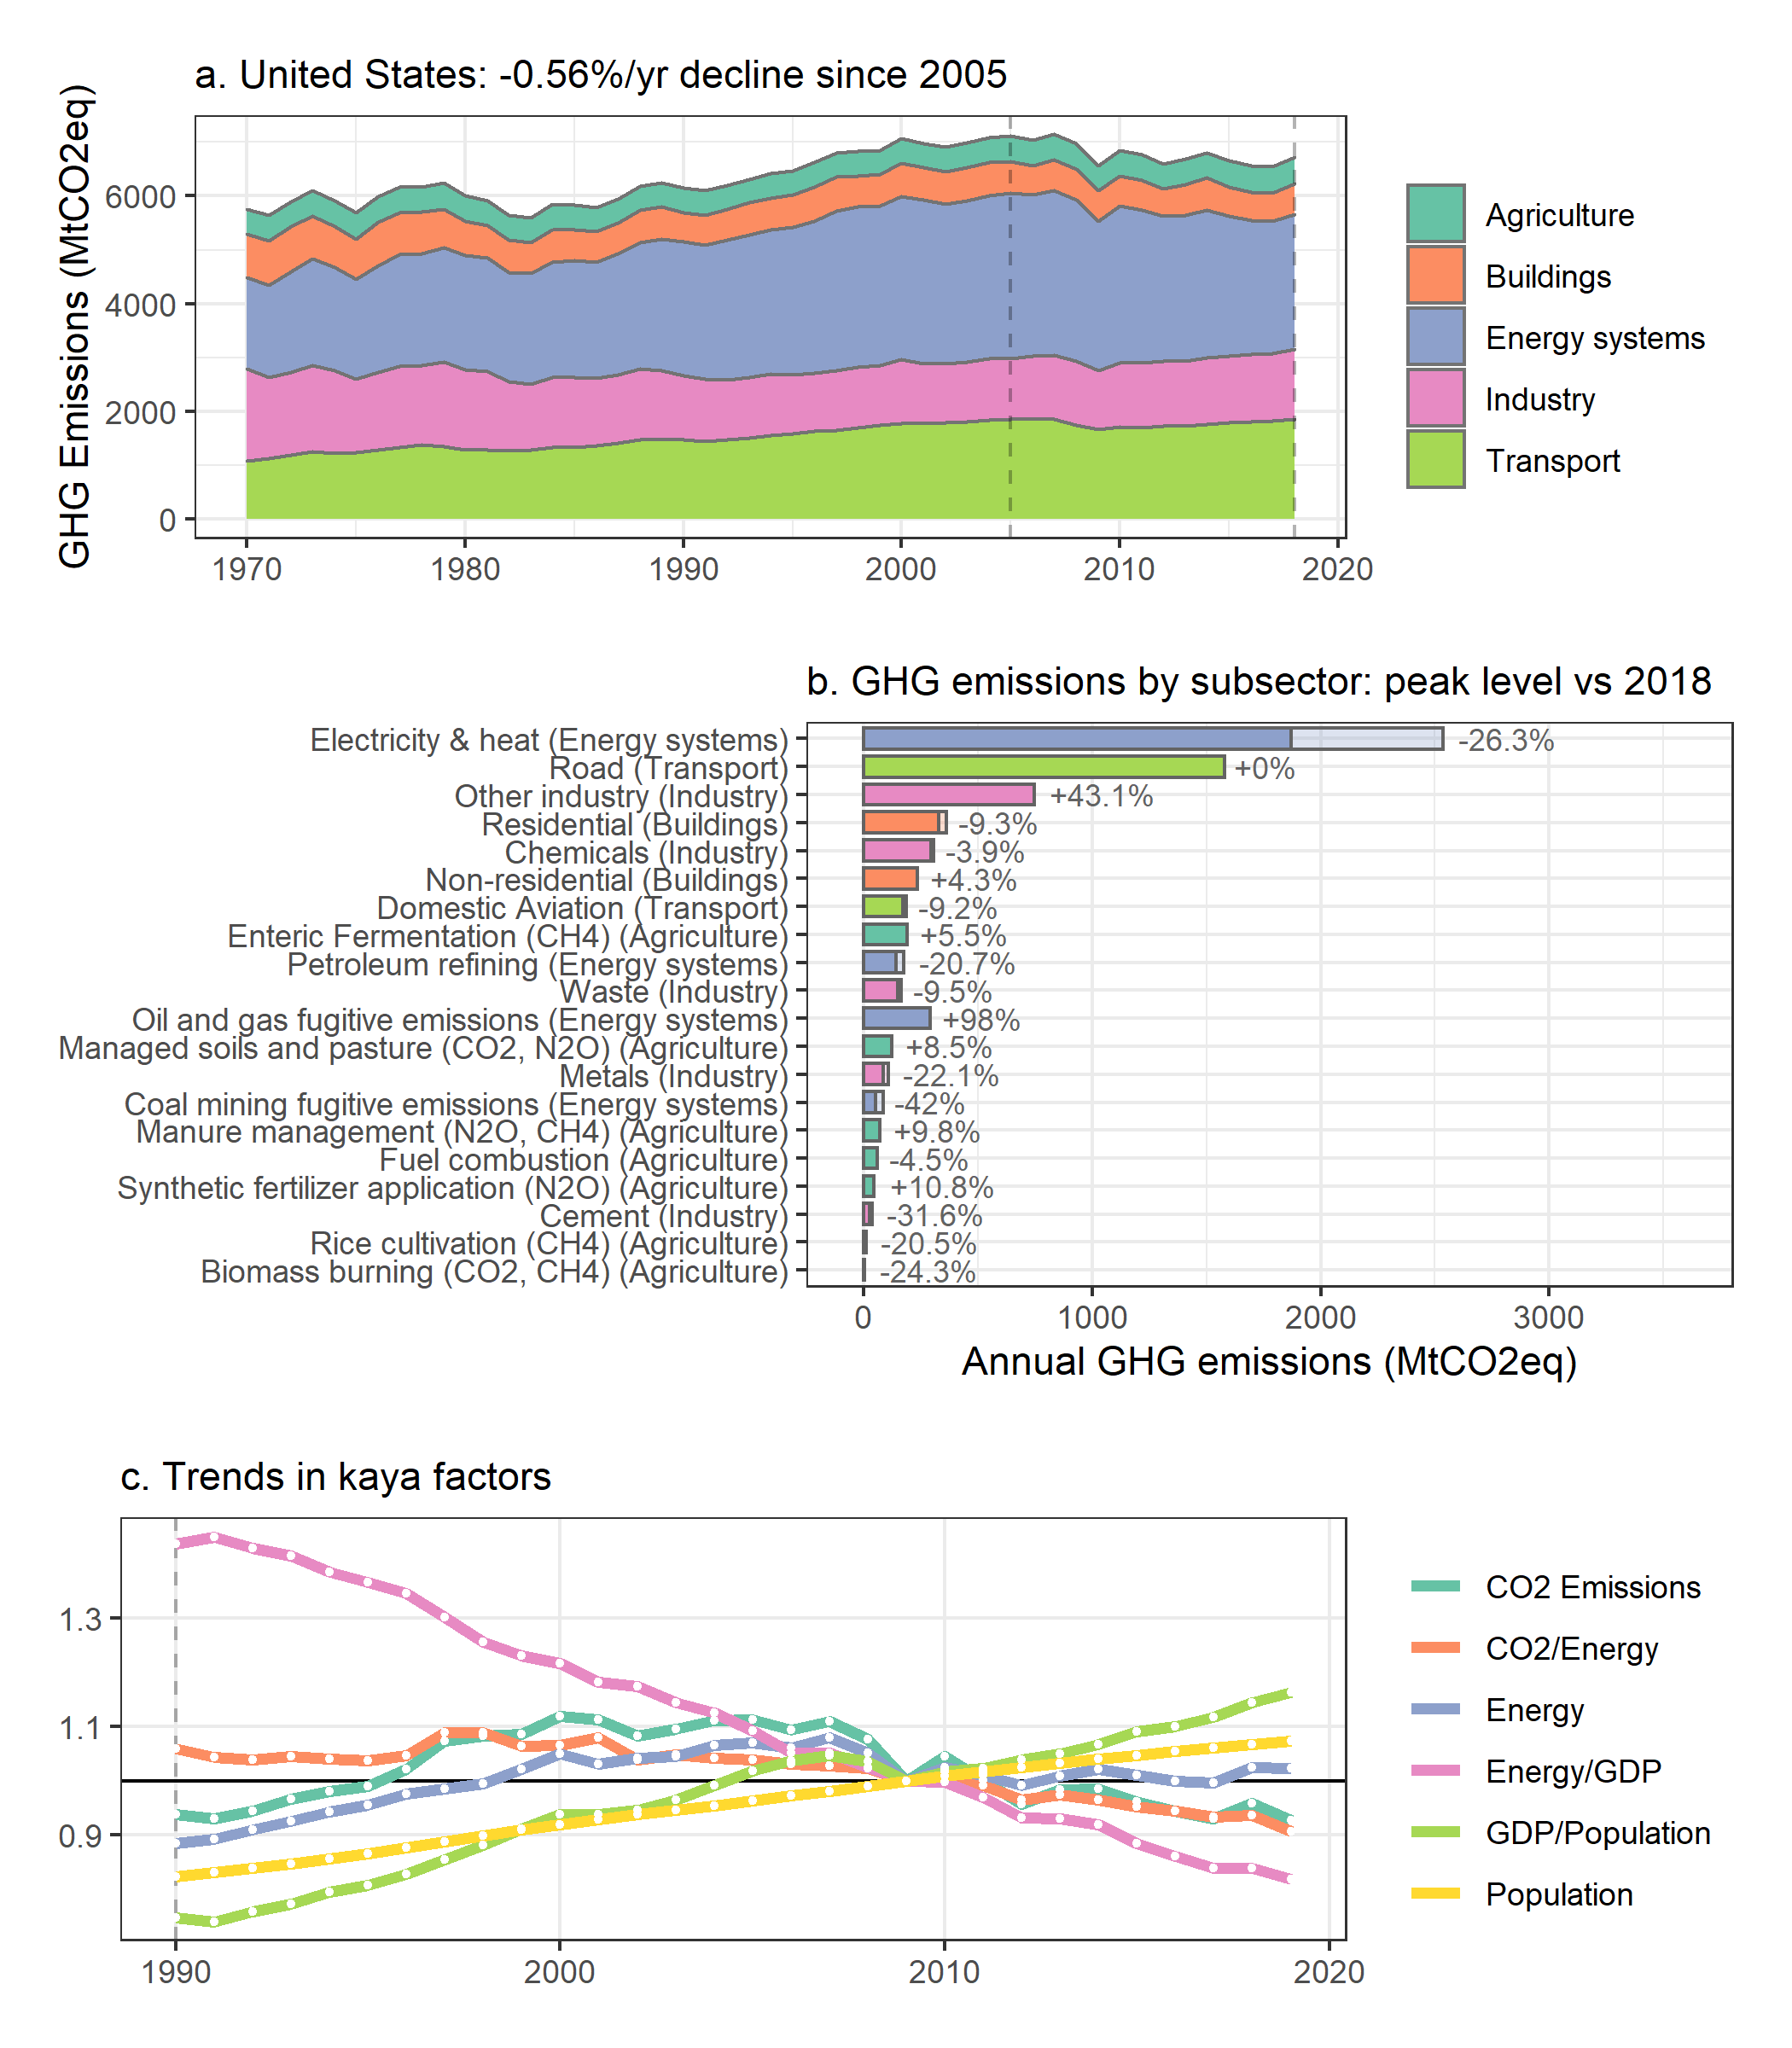 a. United States: -0.56%/yr decline since 2005
GHG Emissions (MtCO2eq)
6000
4000
2000
0
1970 1980 1990 2000 2010 2020
Agriculture
Buildings
Energy systems
Industry
Transport
b. GHG emissions by subsector: peak level vs 2018
Electricity & heat (Energy systems) -26.3%
Road (Transport) +0%
Other industry (Industry) +43.1%
Residential (Buildings) -9.3%
Chemicals (Industry) -3.9%
Non-residential (Buildings) +4.3%
Domestic Aviation (Transport) -9.2%
Enteric Fermentation (CH4) (Agriculture) +5.5%
Petroleum refining (Energy systems) -20.7%
Waste (Industry) -9.5%
Oil and gas fugitive emissions (Energy systems) +98%
Managed soils and pasture (CO2, N2O) (Agriculture) +8.5%
Metals (Industry) -22.1%
Coal mining fugitive emissions (Energy systems) -42%
Manure management (N2O, CH4) (Agriculture) +9.8%
Fuel combustion (Agriculture) -4.5%
Synthetic fertilizer application (N2O) (Agriculture) +10.8%
Cement (Industry) -31.6%
Rice cultivation (CH4) (Agriculture) -20.5%
Biomass burning (CO2, CH4) (Agriculture) -24.3%
0 1000 2000 3000
Annual GHG emissions (MtCO2eq)
c. Trends in kaya factors
1.3
1.1
0.9
1990 2000 2010 2020
CO2 Emissions
CO2/Energy
Energy
Energy/GDP
GDP/Population
Population